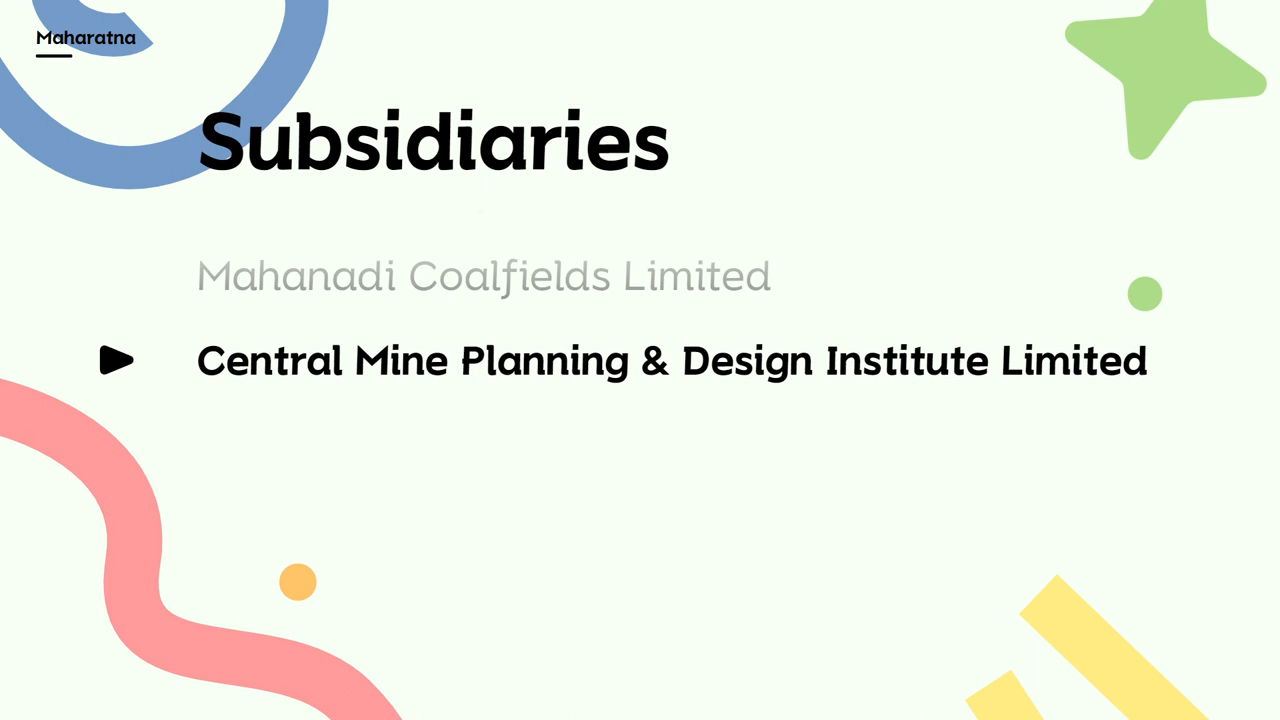 Maharatna
Subsidiaries
Mahanadi Coalfields Limited
Central Mine Planning & Design Institute Limited